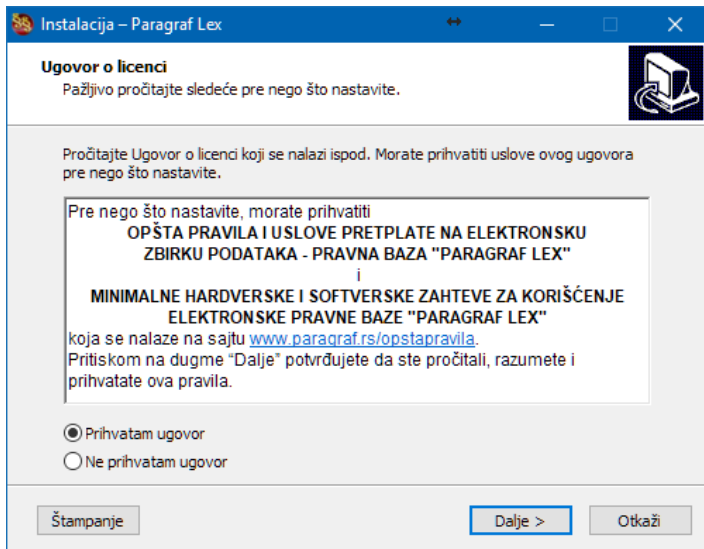 Instalacija – Paragraf Lex
Ugovor o licenci
Pažljivo pročitajte sledeće pre nego što nastavite.
Pročitajte Ugovor o licenci koji se nalazi ispod. Morate prihvatiti uslove ovog ugovora
pre nego što nastavite.
Pre nego što nastavite, morate prihvatiti
OPŠTA PRAVILA I USLOVE PRETPLATE NA ELEKTRONSKU
ZBIRKU PODATAKA - PRAVNA BAZA "PARAGRAF LEX"
i
MINIMALNE HARDVERSKE I SOFTVERSKE ZAHTEVE ZA KORIŠĆENJE
ELEKTRONSKE PRAVNE BAZE "PARAGRAF LEX"
koja se nalaze na sajtu www.paragraf.rs/opstapravila.
Pritiskom na dugme “Dalje” potvrđujete da ste pročitali, razumete i
prihvatate ova pravila.
Prihvatam ugovor
Ne prihvatam ugovor
Štampanje
Dalje >
Otkaži